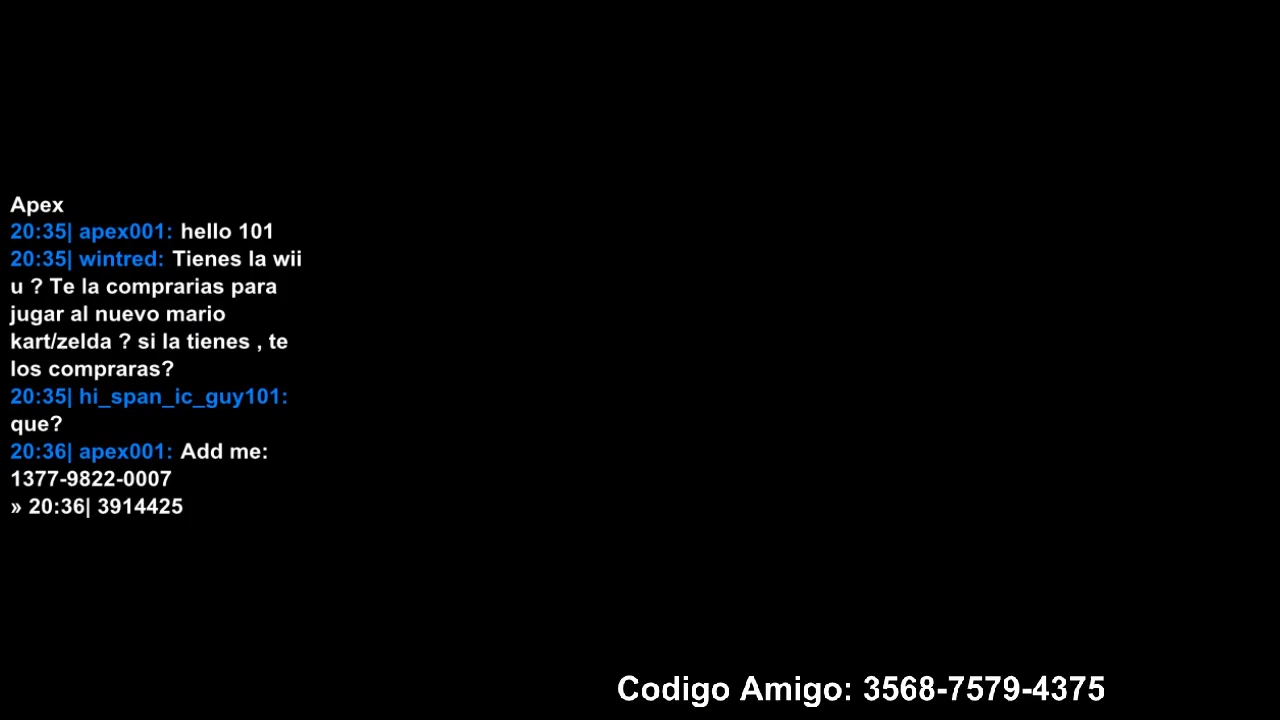 Apex
20:35| apex001: hello 101
20:35| wintred: Tienes la wii
u ? Te la comprarias para
jugar al nuevo mario
kart/zelda ? si la tienes , te
los compraras?
20:35| hi_span_ic_guy101:
que?
20:36| apex001: Add me:
1377-9822-0007
» 20:36| 3914425
Codigo Amigo: 3568-7579-4375